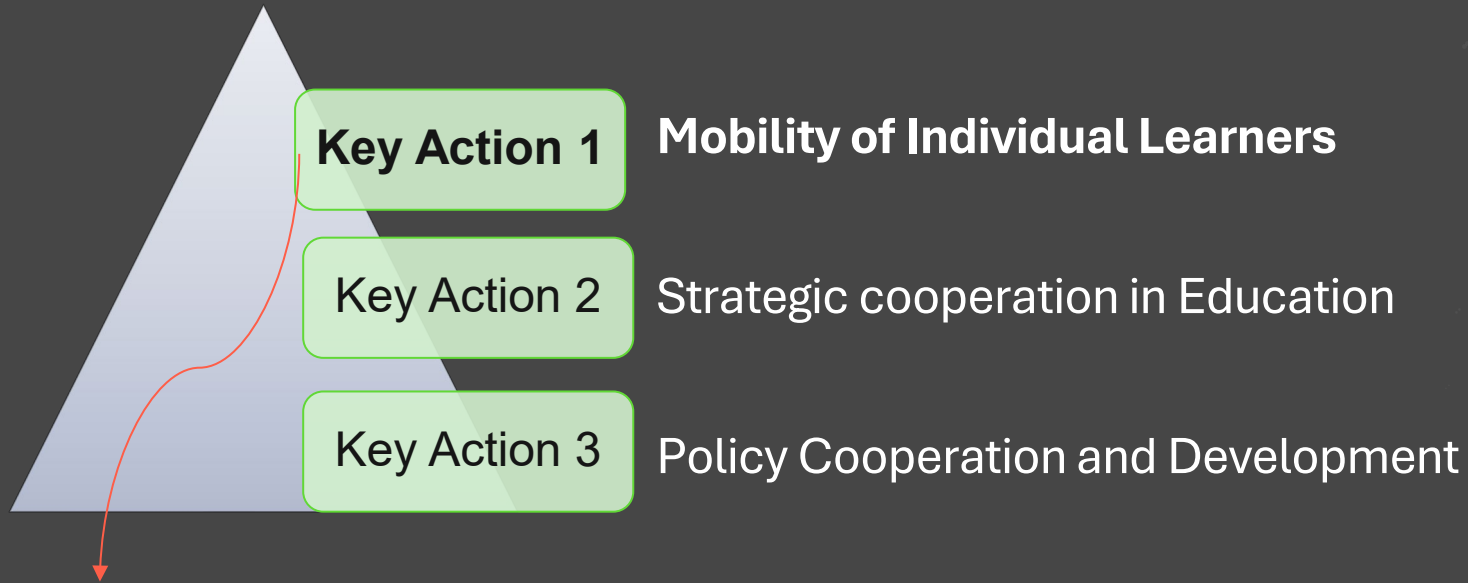 Key Action 1 Mobility of Individual Learners
Key Action 2 Strategic cooperation in Education
Key Action 3 Policy Cooperation and Development